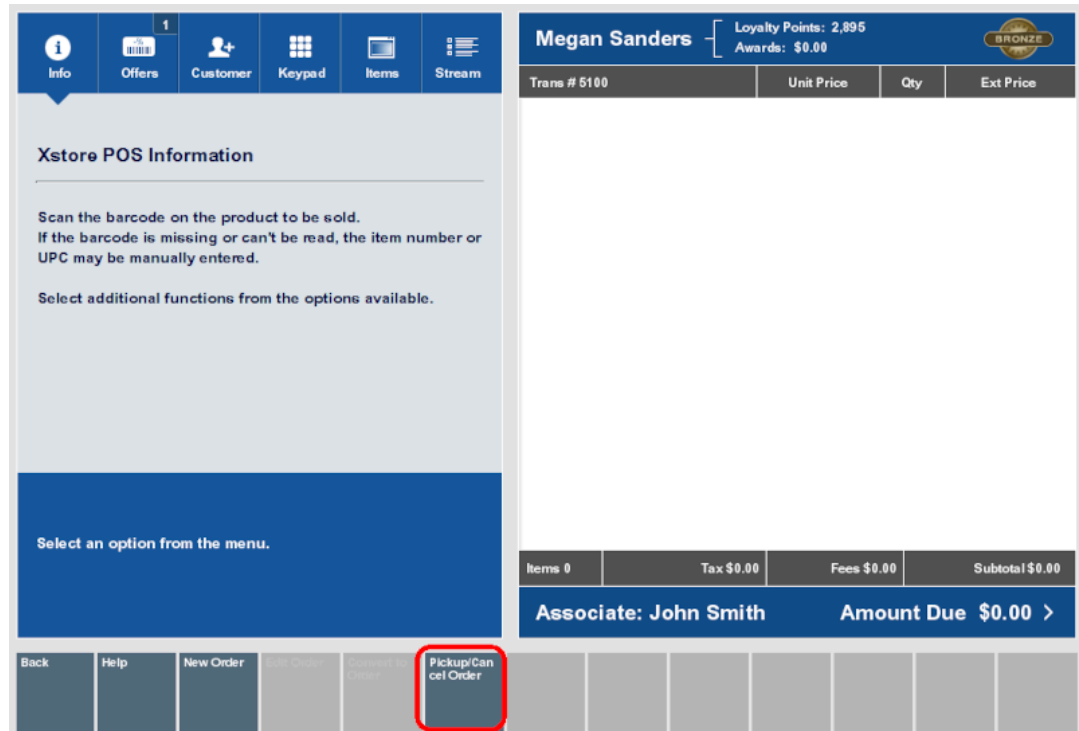 1
Info
Offers
Customer
Keypad
Items
Stream
Xstore POS Information
Scan the barcode on the product to be sold.
If the barcode is missing or can't be read, the item number or
UPC may be manually entered.
Select additional functions from the options available.
Select an option from the menu.
Megan Sanders
Loyalty Points: 2,895
Awards: $0.00
BRONZE
Trans # 5100
Unit Price
Qty
Ext Price
Items 0
Tax $0.00
Fees $0.00
Subtotal $0.00
Associate: John Smith
Amount Due $0.00 >
Back
Help
New Order
Edit Order
Convert to
Order
Pickup/Can
cel Order